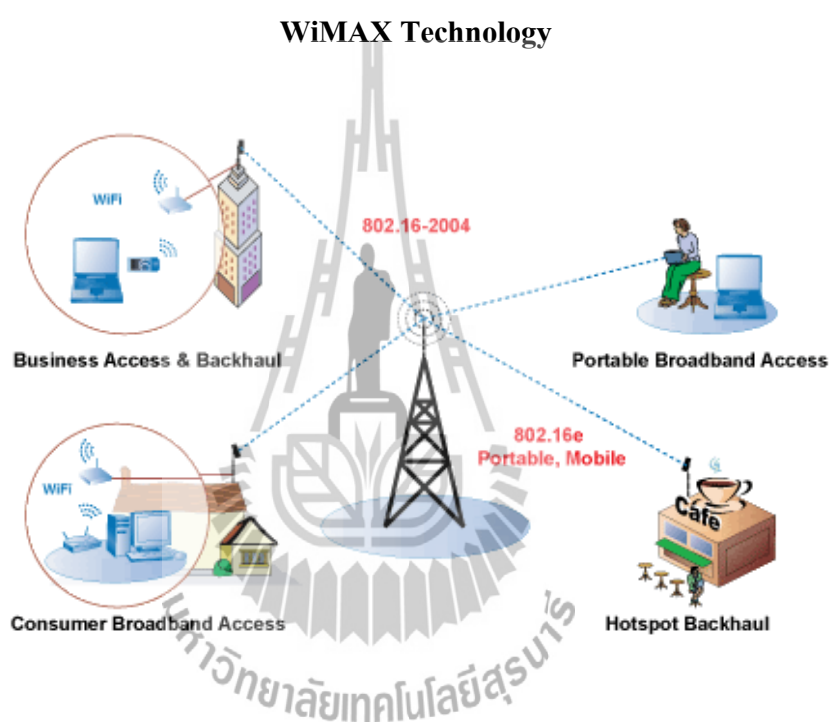 WiMAX Technology
WiFi
802.16-2004
Business Access & Backhaul
Portable Broadband Access
802.16e
Portable, Mobile
WiFi
Cafe
Consumer Broadband Access
Hotspot Backhaul
มหาวิทยาลัยเทคโนโลยีสุรนารี